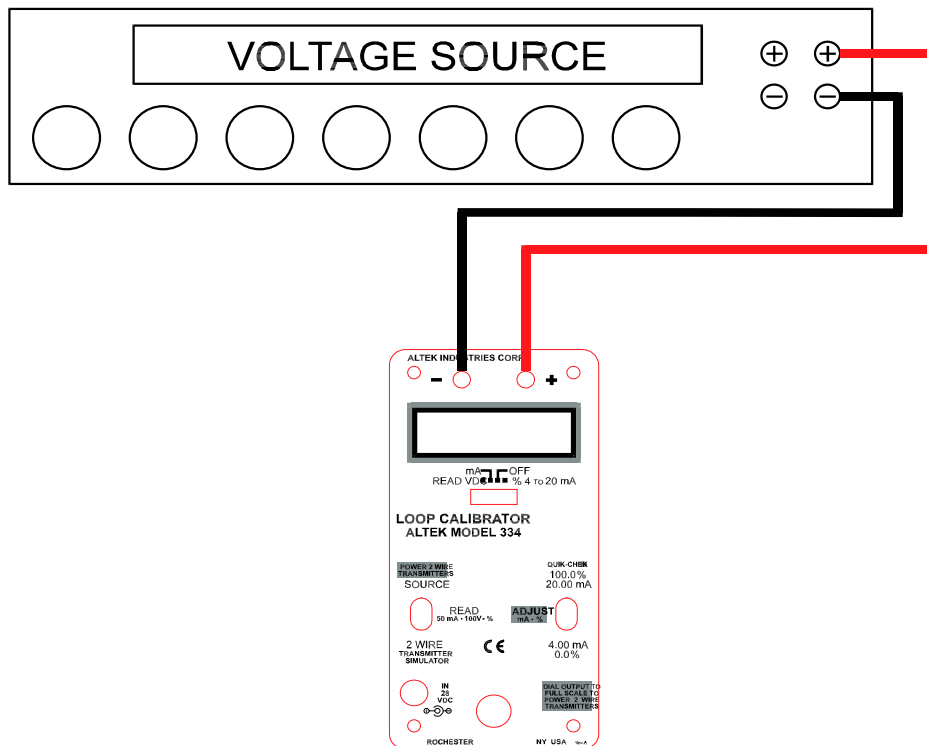 VOLTAGE SOURCE
+ +
− −
ALTEK INDUSTRIES CORP
− +
mA OFF
READ VDC % 4 TO 20 mA
LOOP CALIBRATOR
ALTEK MODEL 334
POWER 2 WIRE
TRANSMITTERS
SOURCE
QUIK-CHEK
100.0%
20.00 mA
READ
50 mA • 100V • %
ADJUST
mA • %
2 WIRE
TRANSMITTER
SIMULATOR
CE
4.00 mA
0.0%
IN
28
VDC
DIAL OUTPUT TO
FULL SCALE TO
POWER 2 WIRE
TRANSMITTERS
ROCHESTER
NY USA